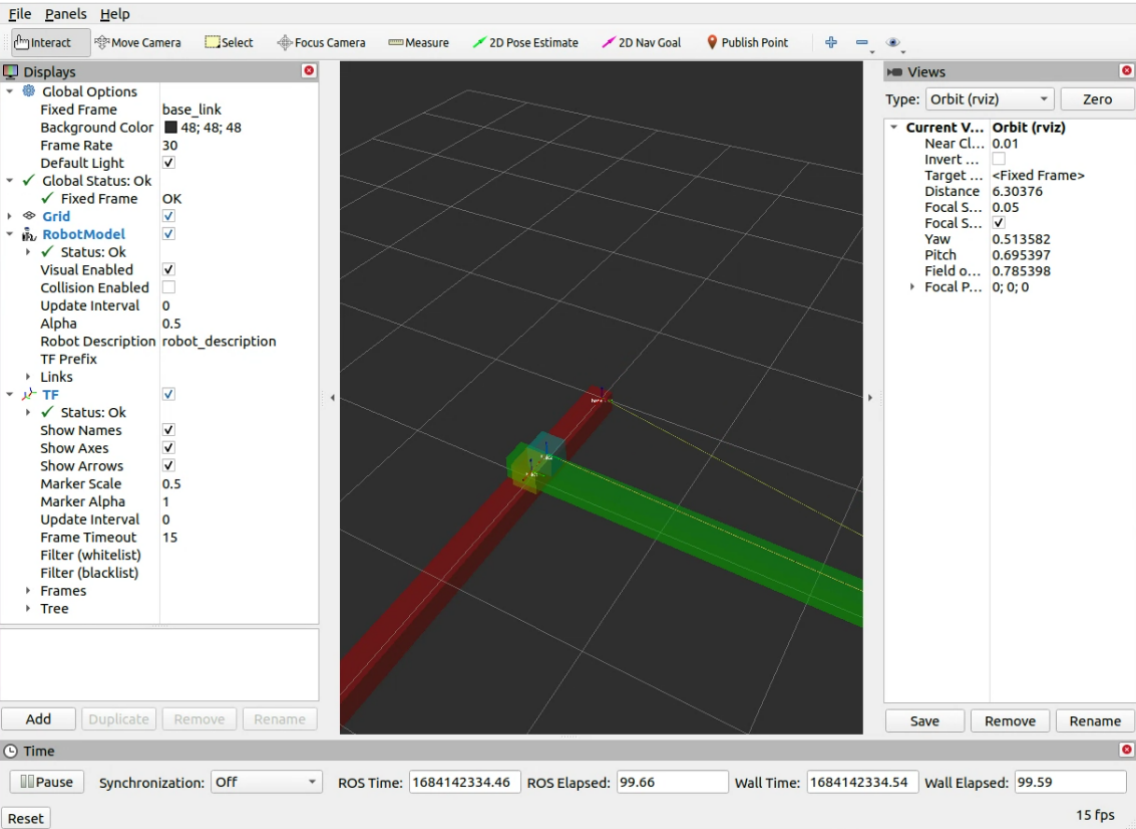 File Panels Help
Interact Move Camera Select Focus Camera Measure 2D Pose Estimate 2D Nav Goal Publish Point
Displays
Global Options
Fixed Frame base_link
Background Color 48; 48; 48
Frame Rate 30
Default Light
Global Status: Ok
Fixed Frame OK
Grid
RobotModel
Status: Ok
Visual Enabled
Collision Enabled
Update Interval 0
Alpha 0.5
Robot Description robot_description
TF Prefix
Links
TF
Status: Ok
Show Names
Show Axes
Show Arrows
Marker Scale 0.5
Marker Alpha 1
Update Interval 0
Frame Timeout 15
Filter (whitelist)
Filter (blacklist)
Frames
Tree
Add Duplicate Remove Rename
Views
Type: Orbit (rviz) Zero
Current V... Orbit (rviz)
Near Cl... 0.01
Invert ...
Target ... <Fixed Frame>
Distance 6.30376
Focal S... 0.05
Focal S...
Yaw 0.513582
Pitch 0.695397
Field o... 0.785398
Focal P... 0; 0; 0
Save Remove Rename
Time
Pause Synchronization: Off ROS Time: 1684142334.46 ROS Elapsed: 99.66 Wall Time: 1684142334.54 Wall Elapsed: 99.59
Reset 15 fps